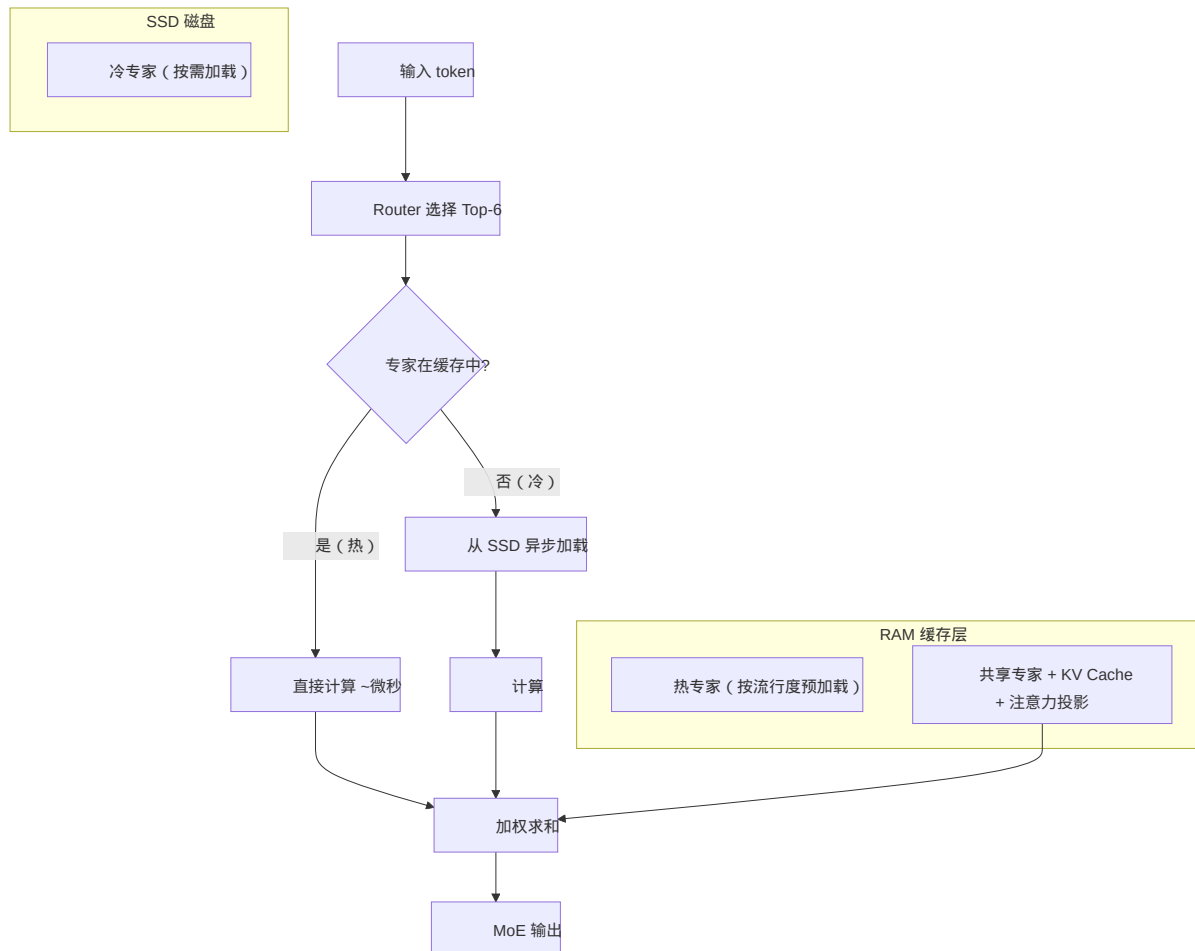 SSD 磁盘
冷专家（按需加载）
输入 token
Router 选择 Top-6
专家在缓存中?
否（冷）
是（热）
从 SSD 异步加载
RAM 缓存层
直接计算 ~微秒
计算
热专家（按流行度预加载）
共享专家 + KV Cache
+ 注意力投影
加权求和
MoE 输出